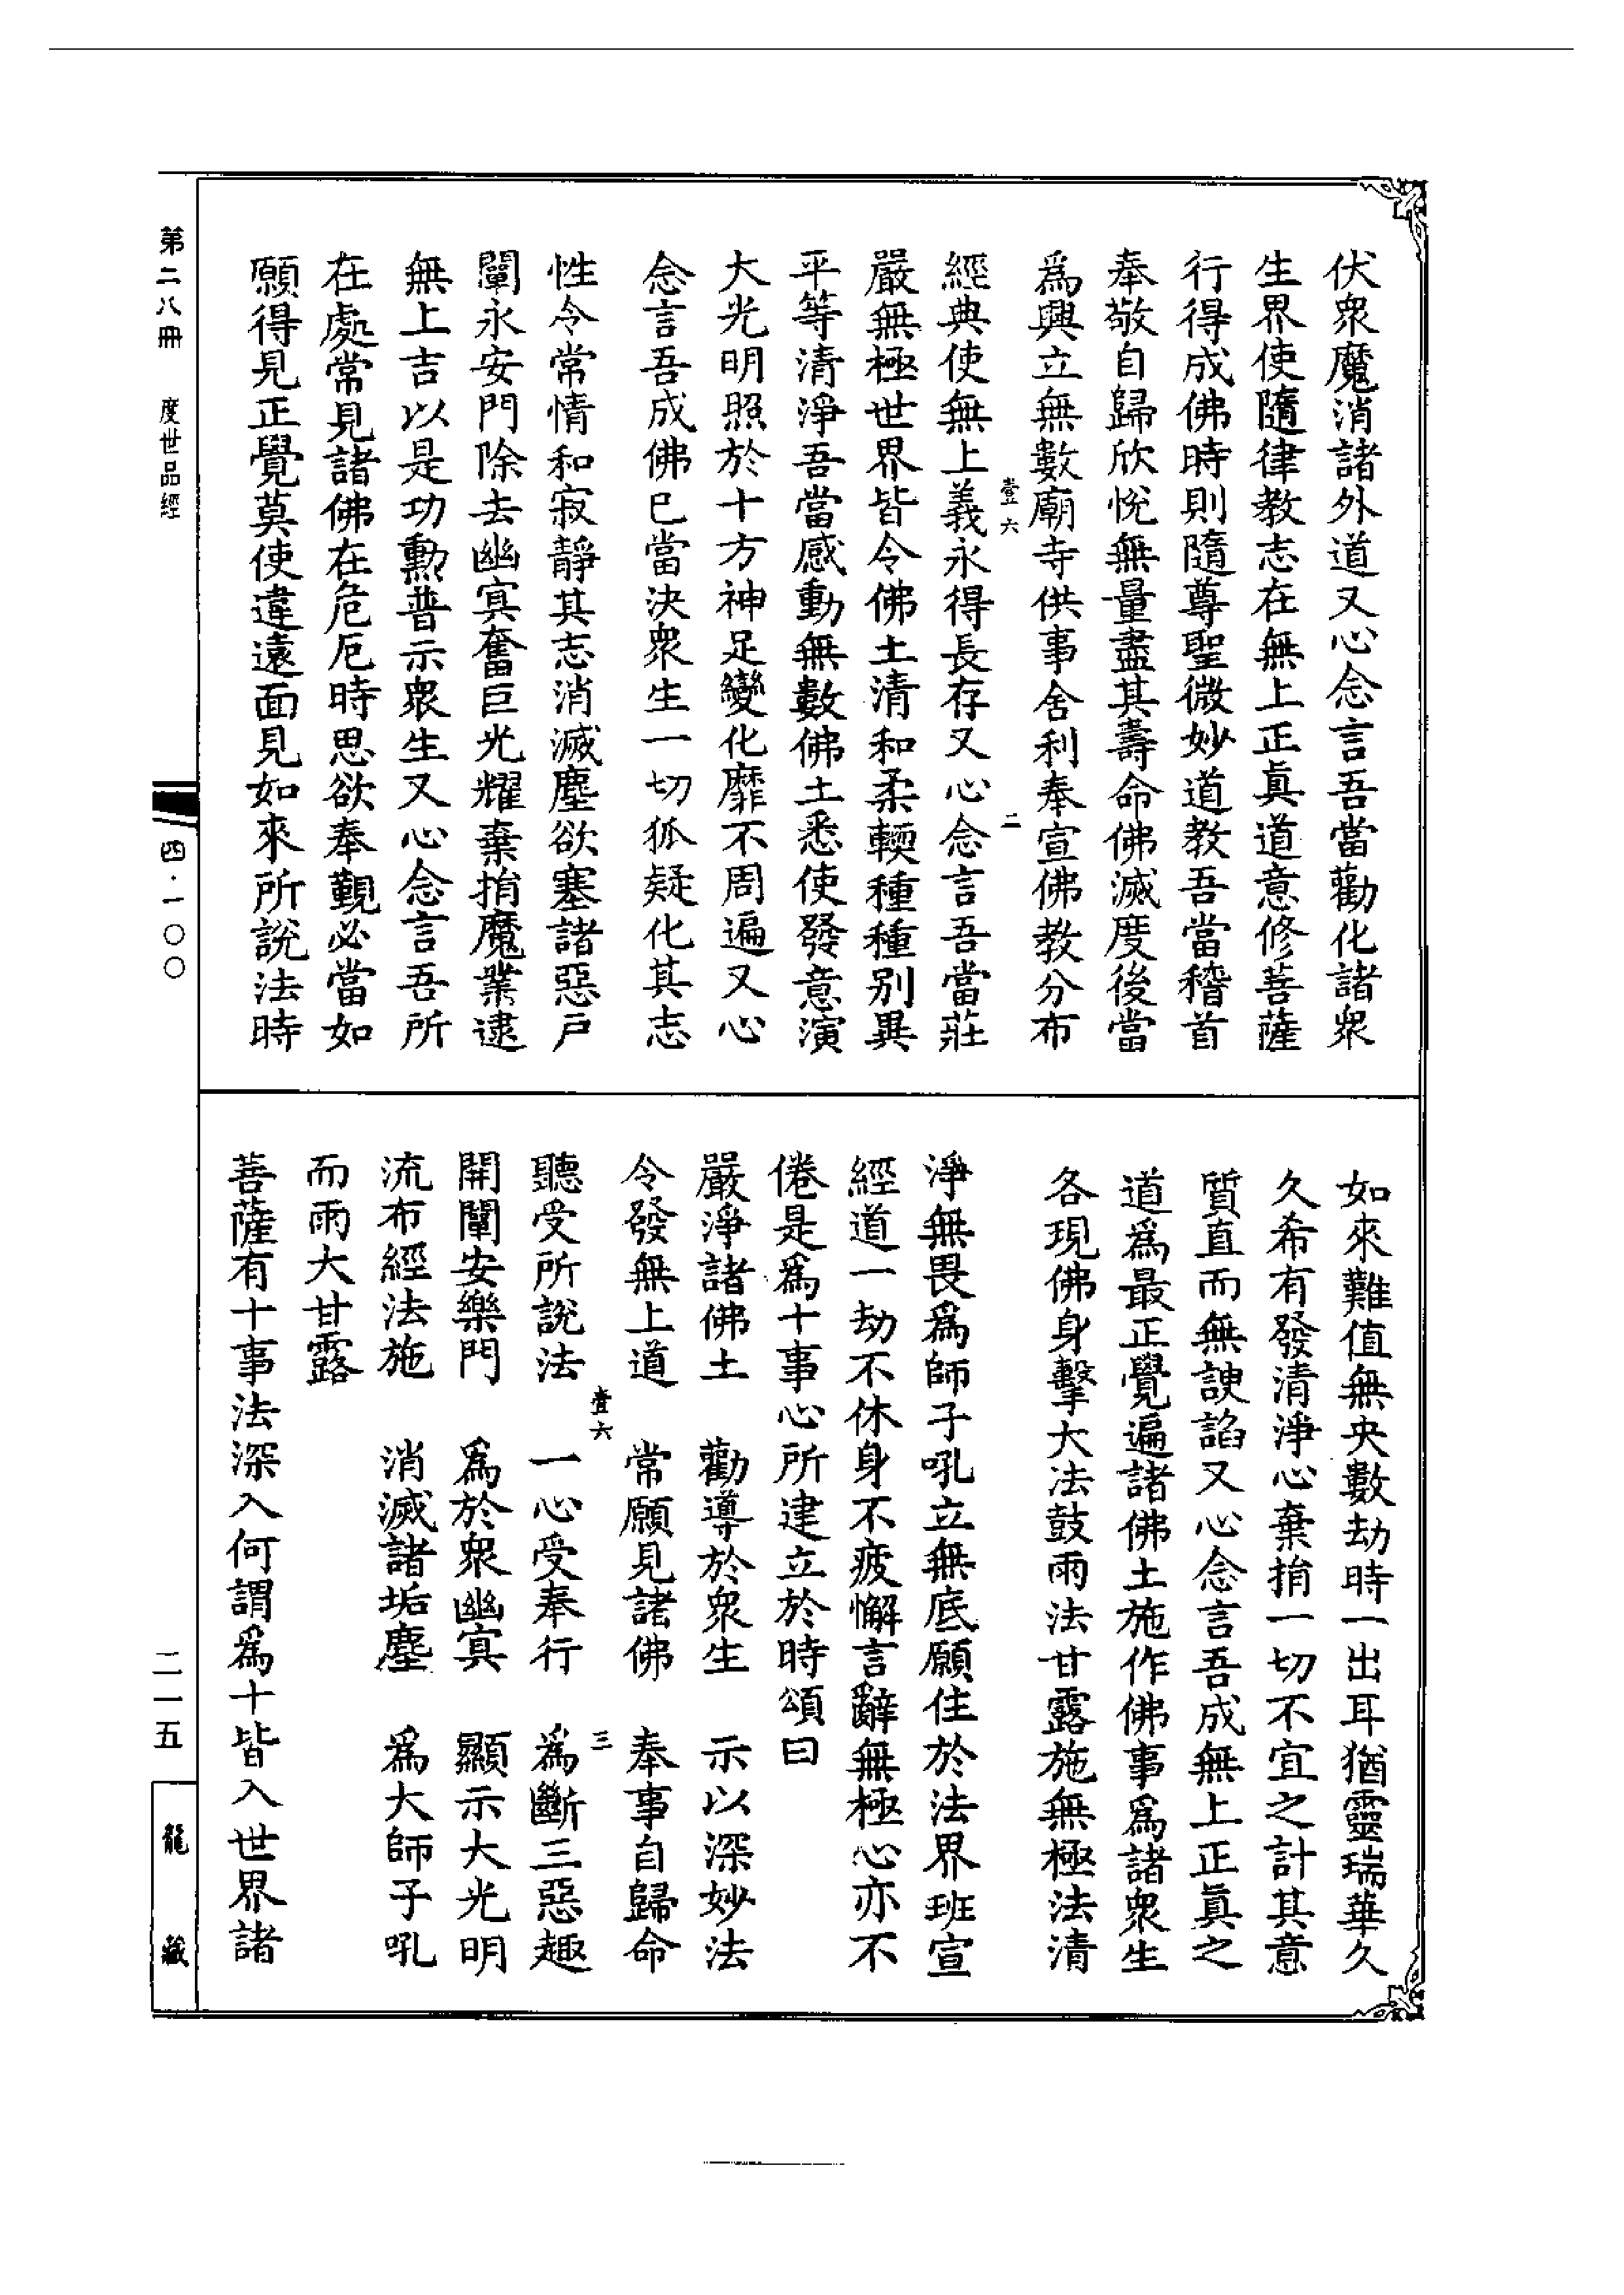 伏衆魔消諸外道又心念言吾當勸化諸衆
生界使隨律教志在無上正真道意修菩薩
行得成佛時則隨尊聖微妙道教吾當稽首
奉敬自歸欣悅無量盡其壽命佛滅度後當
爲興立無數廟寺供事舍利奉宣佛教分布
壹六 二
經典使無上義永得長存又心念言吾當莊
嚴無極世界皆令佛土清和柔輭種種别異
平等清淨吾當感動無數佛土悉使發意演
大光明照於十方神足變化靡不周遍又心
念言吾成佛已當決衆生一切狐疑化其志
性令常情和寂靜其志消滅塵欲塞諸惡戸
闡永安門除去幽冥奮巨光耀棄捐魔業逮
無上吉以是功勳普示衆生又心念言吾所
在處常見諸佛在危厄時思欲奉覲必當如
願得見正覺莫使違遠面見如來所說法時
如來難值無央數劫時一出耳猶靈瑞華久
久希有發清淨心棄捐一切不宜之計其意
質直而無諛諂又心念言吾成無上正眞之
道爲最正覺遍諸佛土施作佛事爲諸衆生
各現佛身擊大法鼓雨法甘露施無極法清
淨無畏爲師子吼立無底願住於法界班宣
經道一劫不休身不疲懈言辭無極心亦不
倦是爲十事心所建立於時頌曰
嚴淨諸佛土 勸導於衆生 示以深妙法
令發無上道 常願見諸佛 奉事自歸命
壹六 三
聽受所說法 一心受奉行 爲斷三惡趣
開闡安樂門 爲於衆幽冥 顯示大光明
流布經法施 消滅諸垢塵 爲大師子吼
而雨大甘露
菩薩有十事法深入何謂爲十皆入世界諸
第二八冊 度世品經
四·一〇〇
二一五
龍藏